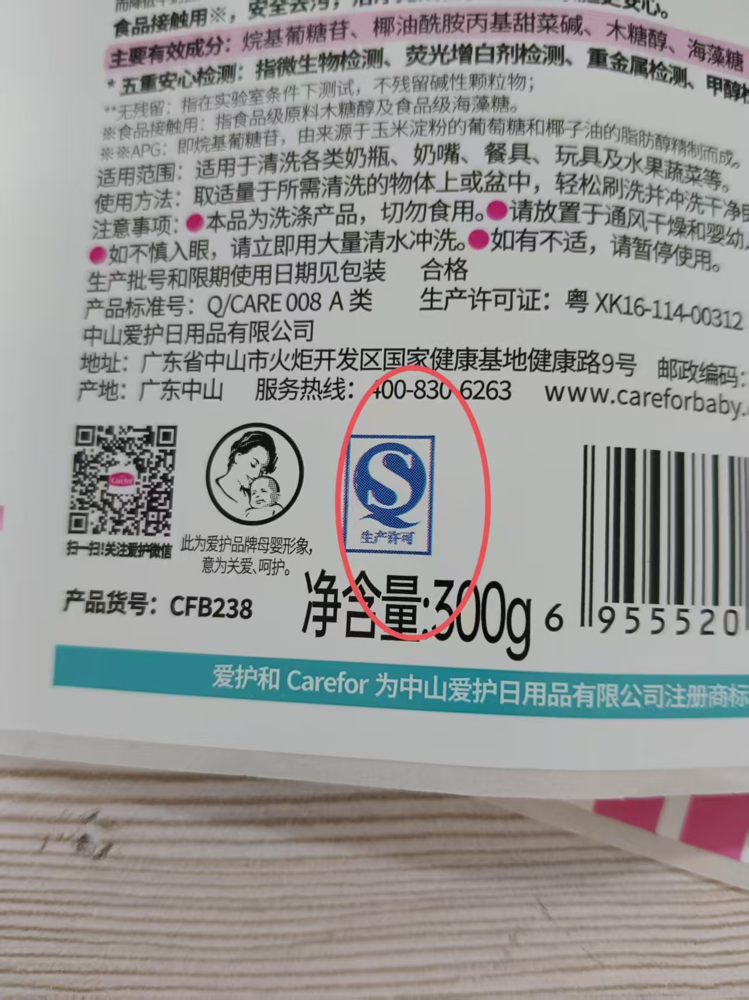 食品接触用※，安全去污，
主要有效成分：烷基葡糖苷、椰油酰胺丙基甜菜碱、木糖醇、海藻糖
*五重安心检测：指微生物检测、荧光增白剂检测、重金属检测、甲醇
**无残留：指在实验室条件下测试，不残留碱性颗粒物；
※食品接触用：指食品级原料木糖醇及食品级海藻糖。
※※APG：即烷基葡糖苷，由来源于玉米淀粉的葡萄糖和椰子油的脂肪醇精制而成。
适用范围：适用于清洗各类奶瓶、奶嘴、餐具、玩具及水果蔬菜等。
使用方法：取适量于所需清洗的物体上或盆中，轻松刷洗并冲洗干净
注意事项：●本品为洗涤产品，切勿食用。●请放置于通风干燥和婴幼
●如不慎入眼，请立即用大量清水冲洗。●如有不适，请暂停使用。
生产批号和限期使用日期见包装 合格
产品标准号：Q/CARE 008 A 类 生产许可证：粤 XK16-114-00312
中山爱护日用品有限公司
地址：广东省中山市火炬开发区国家健康基地健康路9号 邮政编码：
产地：广东中山 服务热线：400-830-6263 www.careforbaby.
Carefor
扫一扫!关注爱护微信
此为爱护品牌母婴形象，
意为关爱、呵护。
生产许可
产品货号：CFB238
净含量:300g
6 955520
爱护和 Carefor 为中山爱护日用品有限公司注册商标